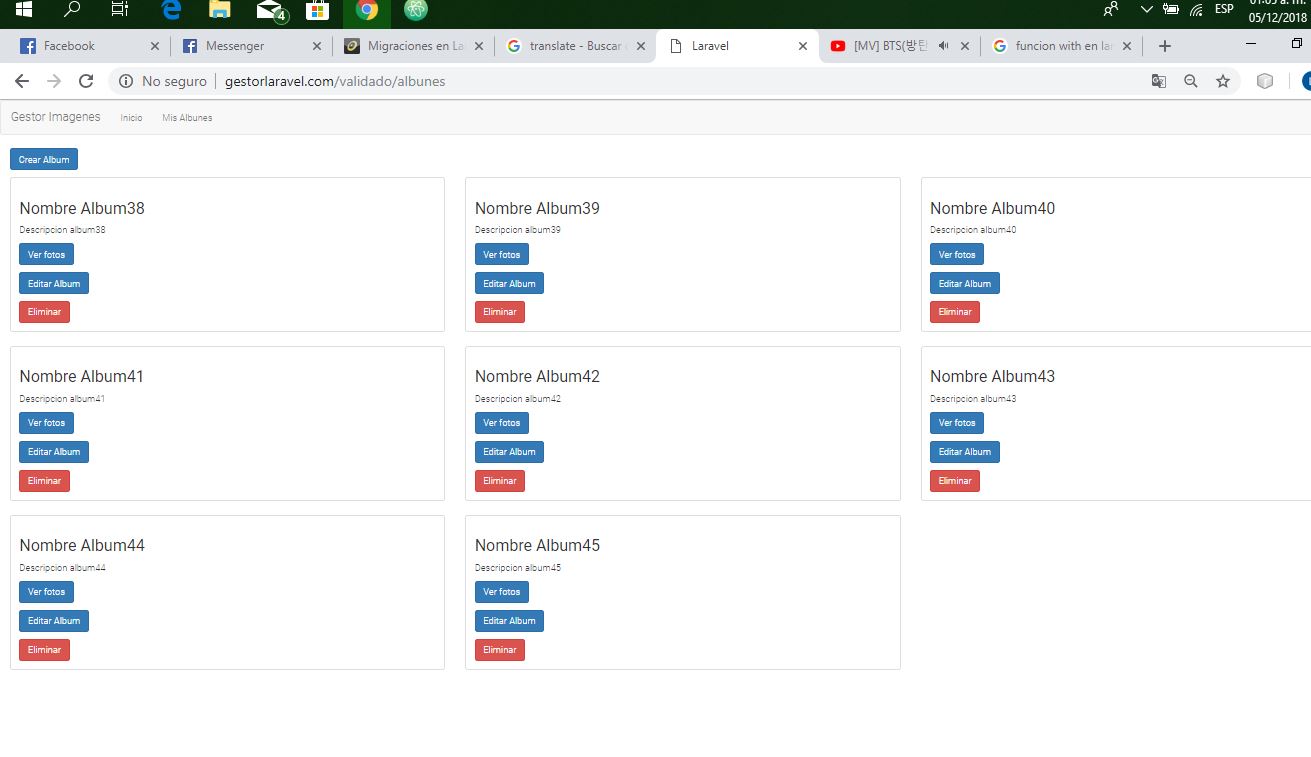 4
ESP
01:05 a. m.
05/12/2018
Facebook
Messenger
Migraciones en La
translate - Buscar
Laravel
[MV] BTS(방탄
funcion with en lar
No seguro | gestorlaravel.com/validado/albunes
Gestor Imagenes Inicio Mis Albunes
Crear Album
Nombre Album38
Descripcion album38
Ver fotos
Editar Album
Eliminar
Nombre Album39
Descripcion album39
Ver fotos
Editar Album
Eliminar
Nombre Album40
Descripcion album40
Ver fotos
Editar Album
Eliminar
Nombre Album41
Descripcion album41
Ver fotos
Editar Album
Eliminar
Nombre Album42
Descripcion album42
Ver fotos
Editar Album
Eliminar
Nombre Album43
Descripcion album43
Ver fotos
Editar Album
Eliminar
Nombre Album44
Descripcion album44
Ver fotos
Editar Album
Eliminar
Nombre Album45
Descripcion album45
Ver fotos
Editar Album
Eliminar